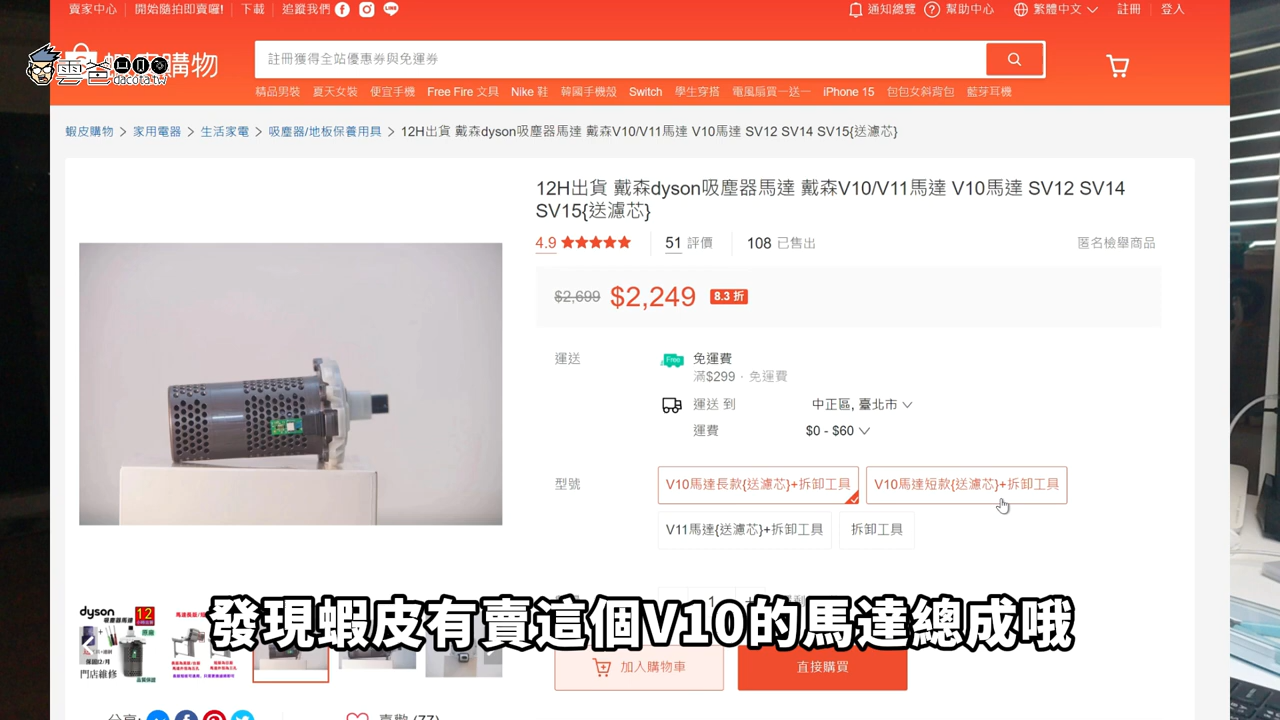 賣家中心 開始隨拍即賣囉! 下載 追蹤我們 通知總覽 幫助中心 繁體中文 註冊 登入
購物
雲爸
dacota.tw
註冊獲得全站優惠券與免運券
精品男裝 夏天女裝 便宜手機 Free Fire 文具 Nike 鞋 韓國手機殼 Switch 學生穿搭 電風扇買一送一 iPhone 15 包包女斜背包 藍芽耳機
蝦皮購物 > 家用電器 > 生活家電 > 吸塵器/地板保養用具 > 12H出貨 戴森dyson吸塵器馬達 戴森V10/V11馬達 V10馬達 SV12 SV14 SV15{送濾芯}
12H出貨 戴森dyson吸塵器馬達 戴森V10/V11馬達 V10馬達 SV12 SV14
SV15{送濾芯}
4.9 51 評價 108 已售出 匿名檢舉商品
$2,699 $2,249 8.3 折
運送 Free 免運費
滿$299 · 免運費
運送 到 中正區, 臺北市
運費 $0 - $60
型號 V10馬達長款{送濾芯}+拆卸工具 V10馬達短款{送濾芯}+拆卸工具
V11馬達{送濾芯}+拆卸工具 拆卸工具
dyson 12
門店維修
發現蝦皮有賣這個V10的馬達總成哦
加入購物車 直接購買
分享: 喜歡 (77)